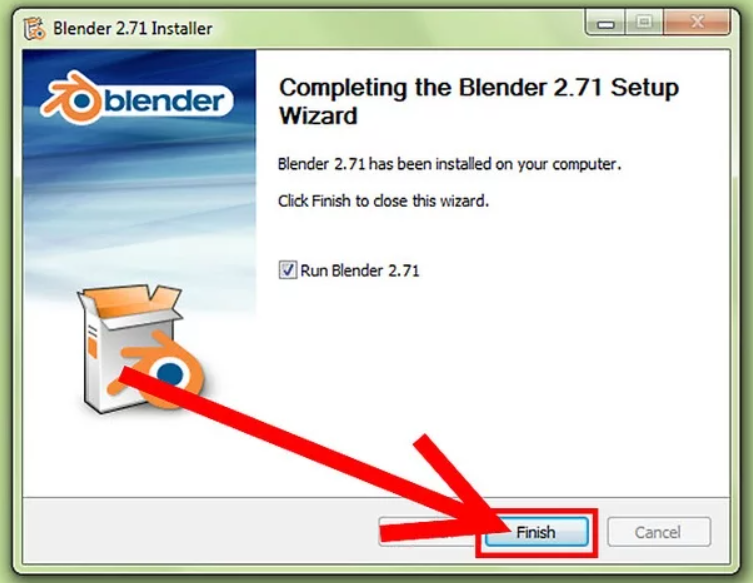 Blender 2.71 Installer
blender
Completing the Blender 2.71 Setup
Wizard
Blender 2.71 has been installed on your computer.
Click Finish to close this wizard.
Run Blender 2.71
Finish
Cancel